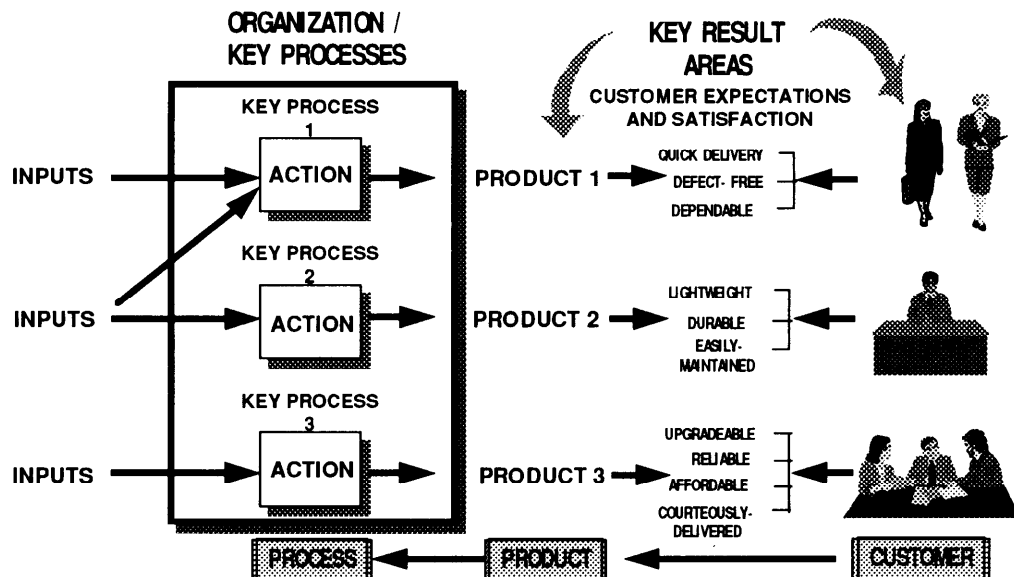 ORGANIZATION /
KEY PROCESSES
KEY RESULT
AREAS
CUSTOMER EXPECTATIONS
AND SATISFACTION
KEY PROCESS
1
INPUTS
ACTION
PRODUCT 1
QUICK DELIVERY
DEFECT- FREE
DEPENDABLE
KEY PROCESS
2
INPUTS
ACTION
PRODUCT 2
LIGHTWEIGHT
DURABLE
EASILY-
MAINTAINED
KEY PROCESS
3
INPUTS
ACTION
PRODUCT 3
UPGRADEABLE
RELIABLE
AFFORDABLE
COURTEOUSLY-
DELIVERED
PROCESS
PRODUCT
CUSTOMER